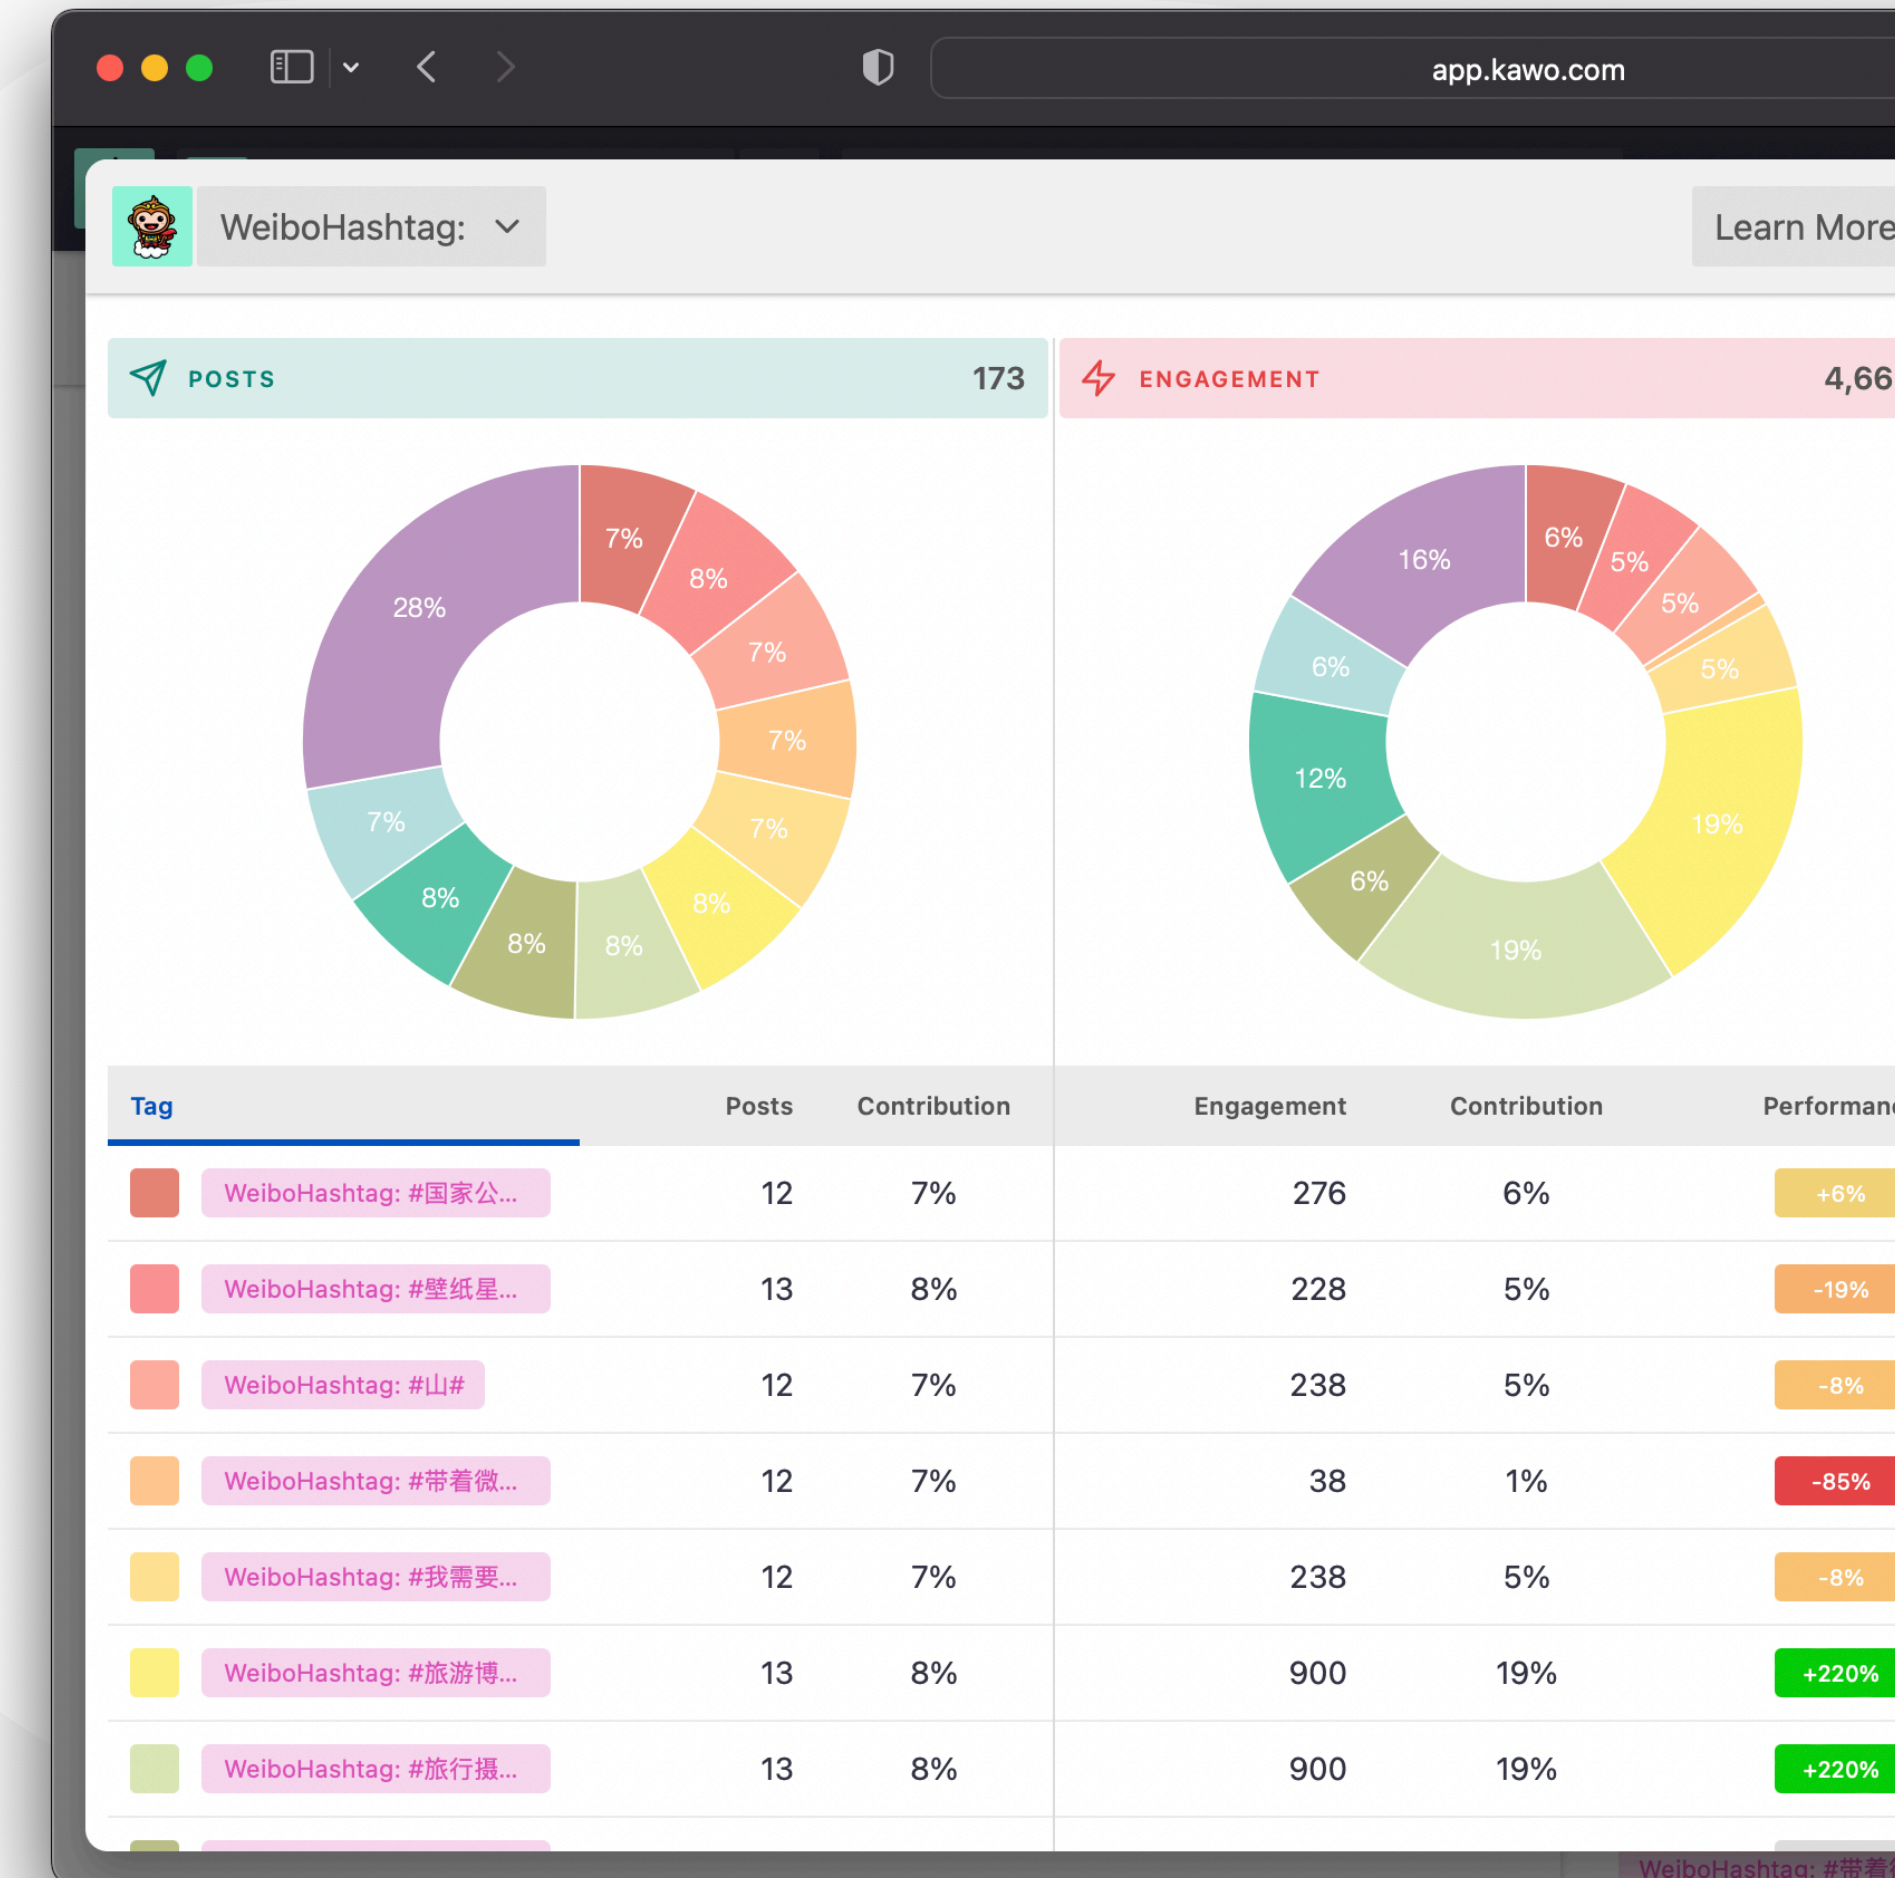 app.kawo.com
WeiboHashtag:
Learn More
POSTS 173
ENGAGEMENT 4,66
7%
8%
7%
7%
7%
8%
8%
8%
8%
7%
28%
6%
5%
5%
5%
19%
19%
6%
12%
6%
16%
Tag Posts Contribution Engagement Contribution Performanc
WeiboHashtag: #国家公... 12 7% 276 6% +6%
WeiboHashtag: #壁纸星... 13 8% 228 5% -19%
WeiboHashtag: #山# 12 7% 238 5% -8%
WeiboHashtag: #带着微... 12 7% 38 1% -85%
WeiboHashtag: #我需要... 12 7% 238 5% -8%
WeiboHashtag: #旅游博... 13 8% 900 19% +220%
WeiboHashtag: #旅行摄... 13 8% 900 19% +220%
WeiboHashtag: #带着